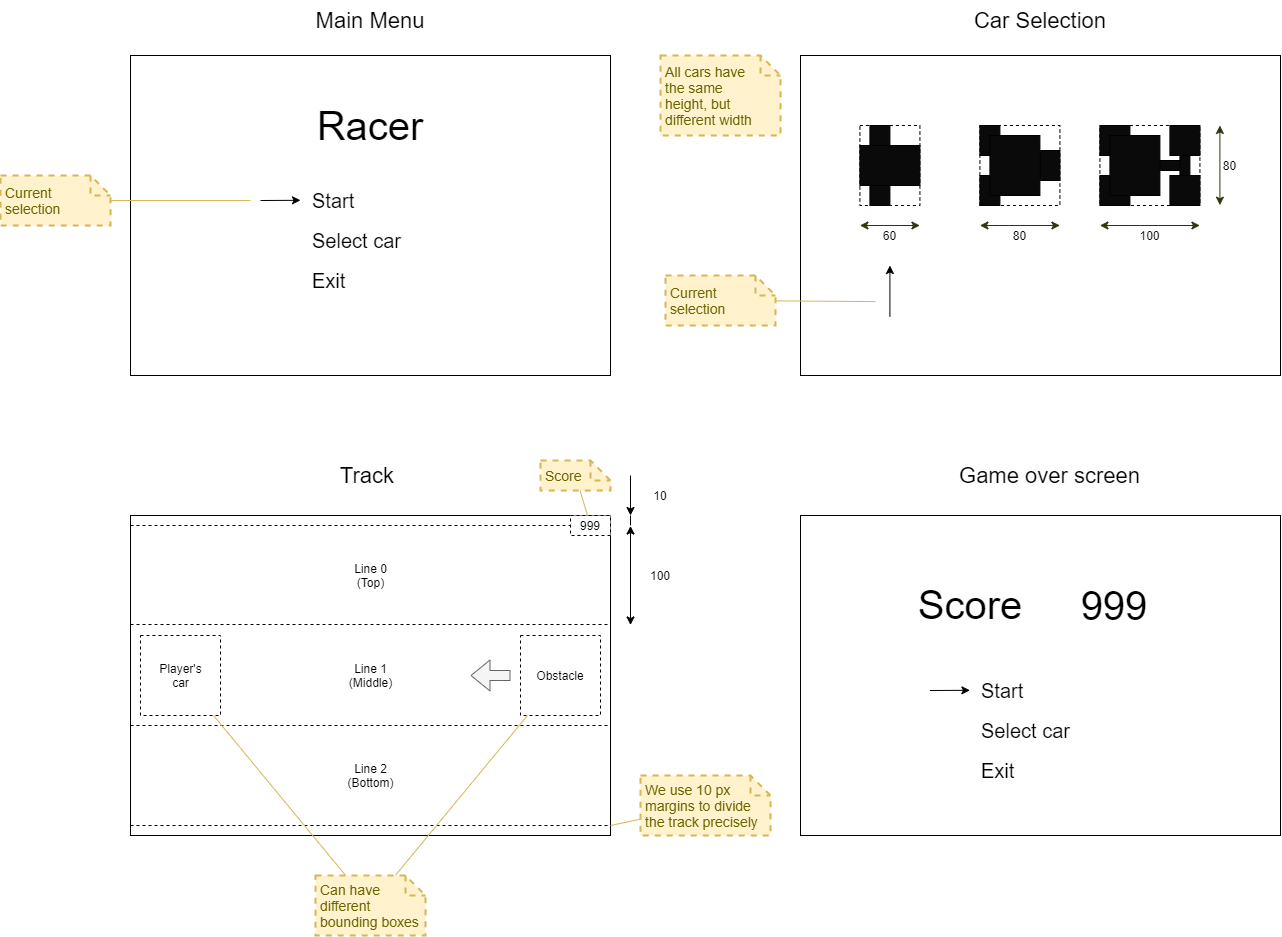 Main Menu
Racer
Current
selection
Start
Select car
Exit
Car Selection
All cars have
the same
height, but
different width
80
60
80
100
Current
selection
Track
Score
10
999
100
Line 0
(Top)
Player's
car
Line 1
(Middle)
Obstacle
Line 2
(Bottom)
We use 10 px
margins to divide
the track precisely
Can have
different
bounding boxes
Game over screen
Score 999
Start
Select car
Exit